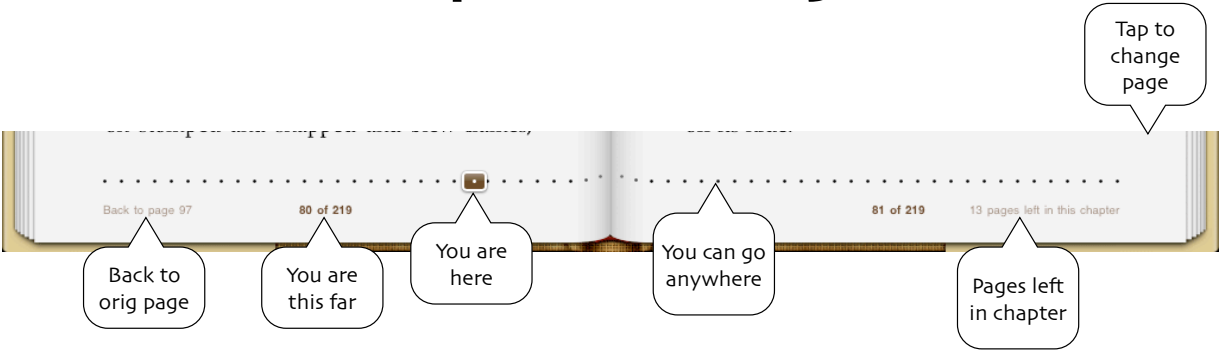 Tap to
change
page
Back to page 97
80 of 219
81 of 219
13 pages left in this chapter
Back to
orig page
You are
this far
You are
here
You can go
anywhere
Pages left
in chapter